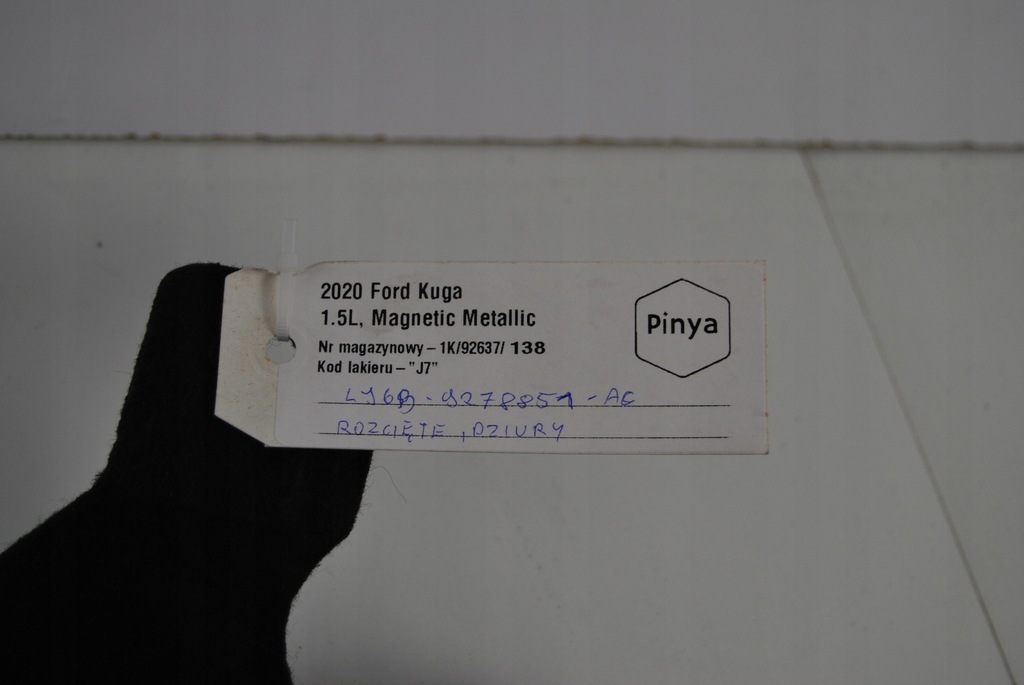 2020 Ford Kuga
1.5L, Magnetic Metallic
Nr magazynowy – 1K/92637/ 138
Kod lakieru – "J7"
Pinya
ROZCIĘTE, DZIURY